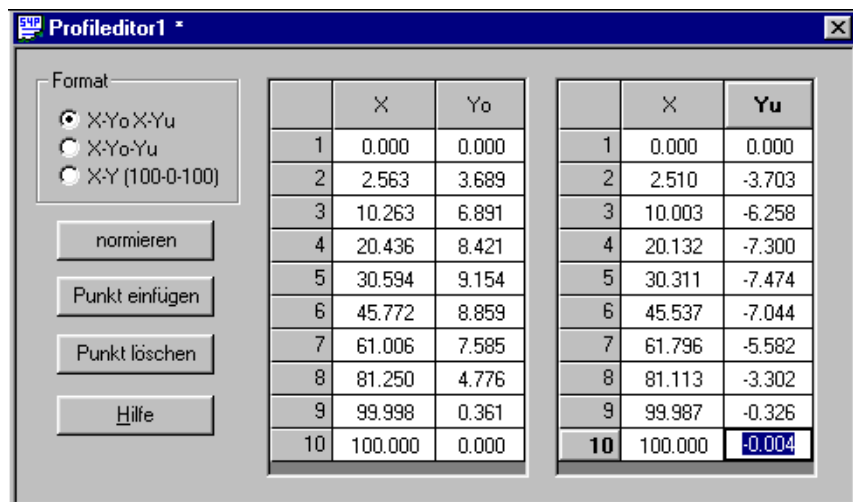 SYP
Profileditor1 *
Format
X-Yo X-Yu
X-Yo-Yu
X-Y (100-0-100)
normieren
Punkt einfügen
Punkt löschen
Hilfe
X Yo
1 0.000 0.000
2 2.563 3.689
3 10.263 6.891
4 20.436 8.421
5 30.594 9.154
6 45.772 8.859
7 61.006 7.585
8 81.250 4.776
9 99.998 0.361
10 100.000 0.000
X Yu
1 0.000 0.000
2 2.510 -3.703
3 10.003 -6.258
4 20.132 -7.300
5 30.311 -7.474
6 45.537 -7.044
7 61.796 -5.582
8 81.113 -3.302
9 99.987 -0.326
10 100.000 -0.004